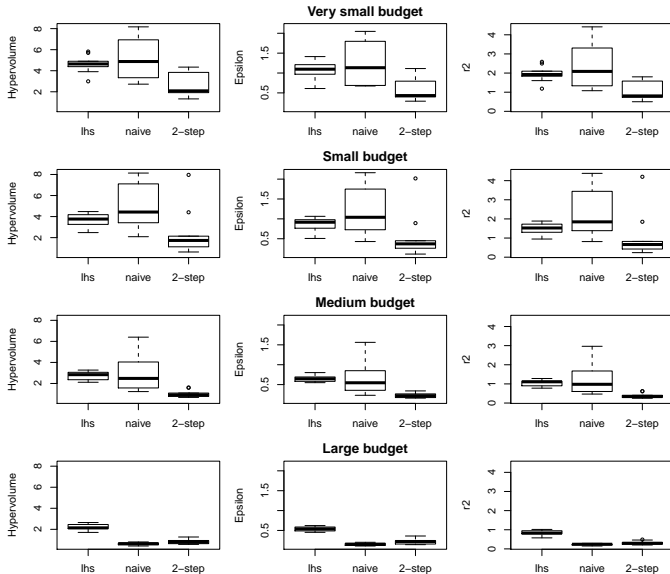 Very small budget
Hypervolume
2 4 6 8
lhs naive 2-step
Epsilon
0.5 1.5
lhs naive 2-step
r2
0 1 2 3 4
lhs naive 2-step
Small budget
Hypervolume
2 4 6 8
lhs naive 2-step
Epsilon
0.5 1.5
lhs naive 2-step
r2
0 1 2 3 4
lhs naive 2-step
Medium budget
Hypervolume
2 4 6 8
lhs naive 2-step
Epsilon
0.5 1.5
lhs naive 2-step
r2
0 1 2 3 4
lhs naive 2-step
Large budget
Hypervolume
2 4 6 8
lhs naive 2-step
Epsilon
0.5 1.5
lhs naive 2-step
r2
0 1 2 3 4
lhs naive 2-step